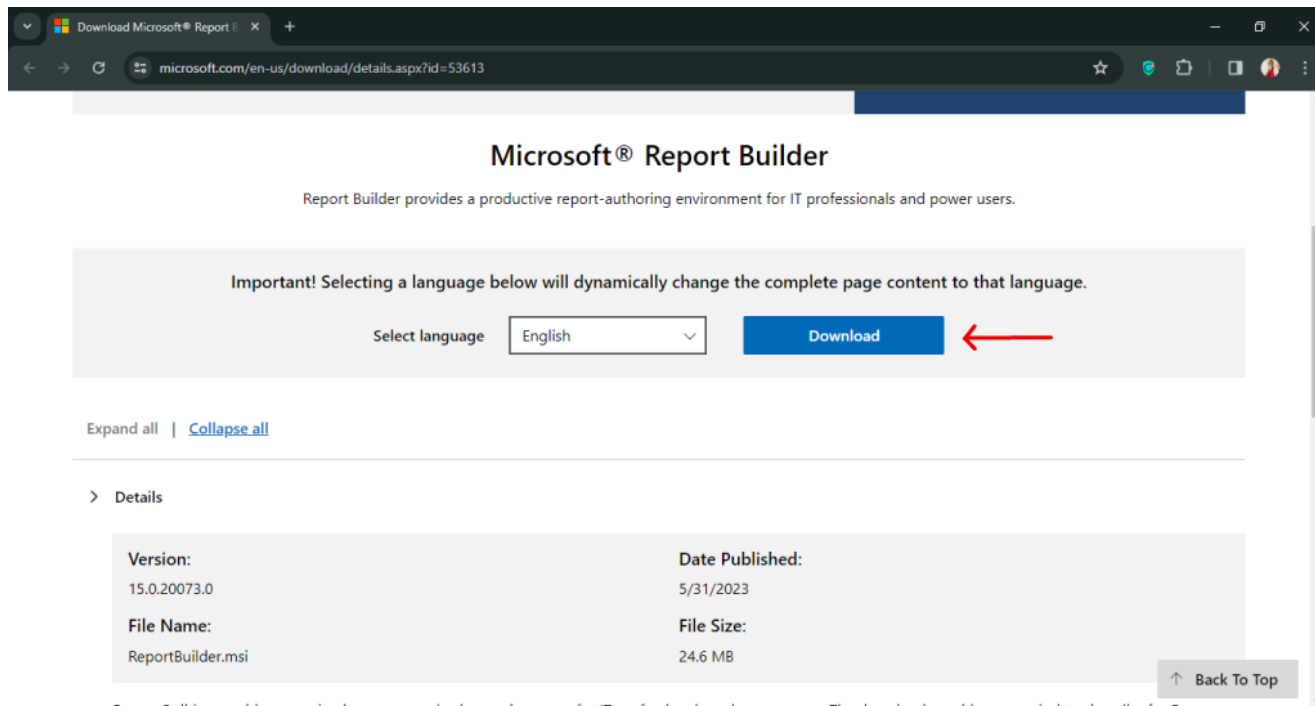 Download Microsoft® Report B
microsoft.com/en-us/download/details.aspx?id=53613
Microsoft® Report Builder
Report Builder provides a productive report-authoring environment for IT professionals and power users.
Important! Selecting a language below will dynamically change the complete page content to that language.
Select language English Download
Expand all | Collapse all
Details
Version: Date Published:
15.0.20073.0 5/31/2023
File Name: File Size:
ReportBuilder.msi 24.6 MB
Back To Top